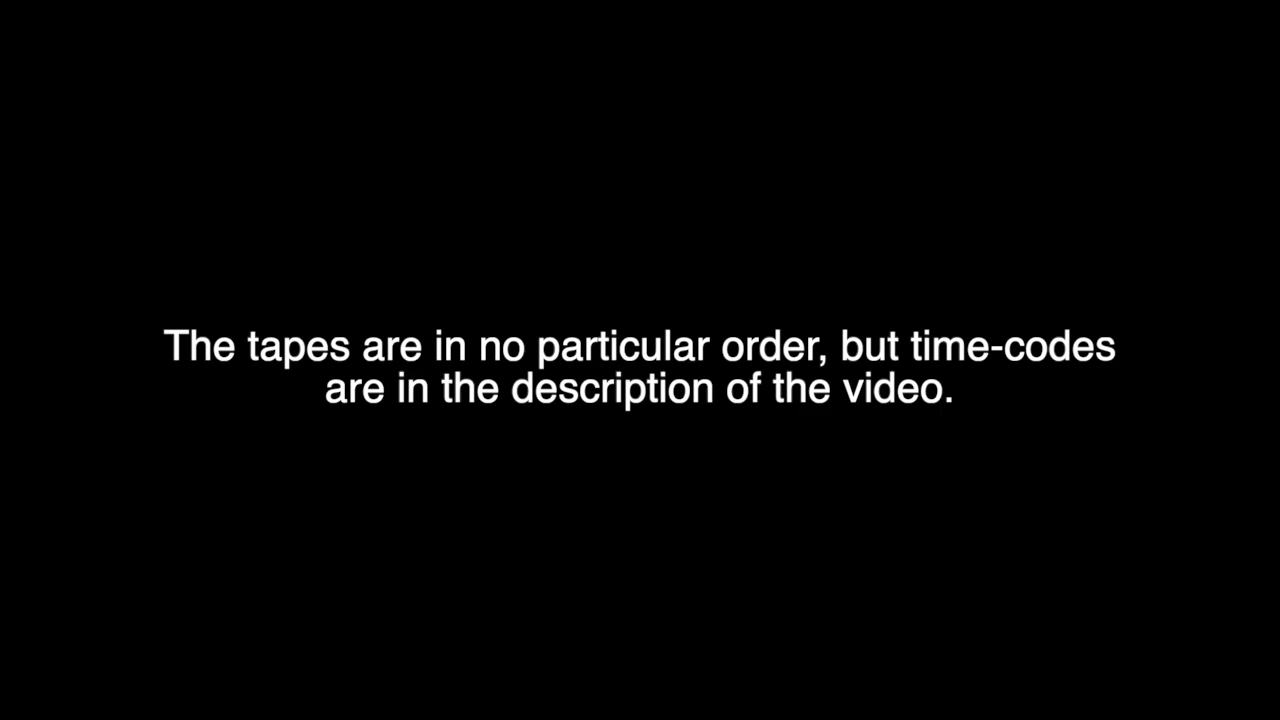 The tapes are in no particular order, but time-codes
are in the description of the video.